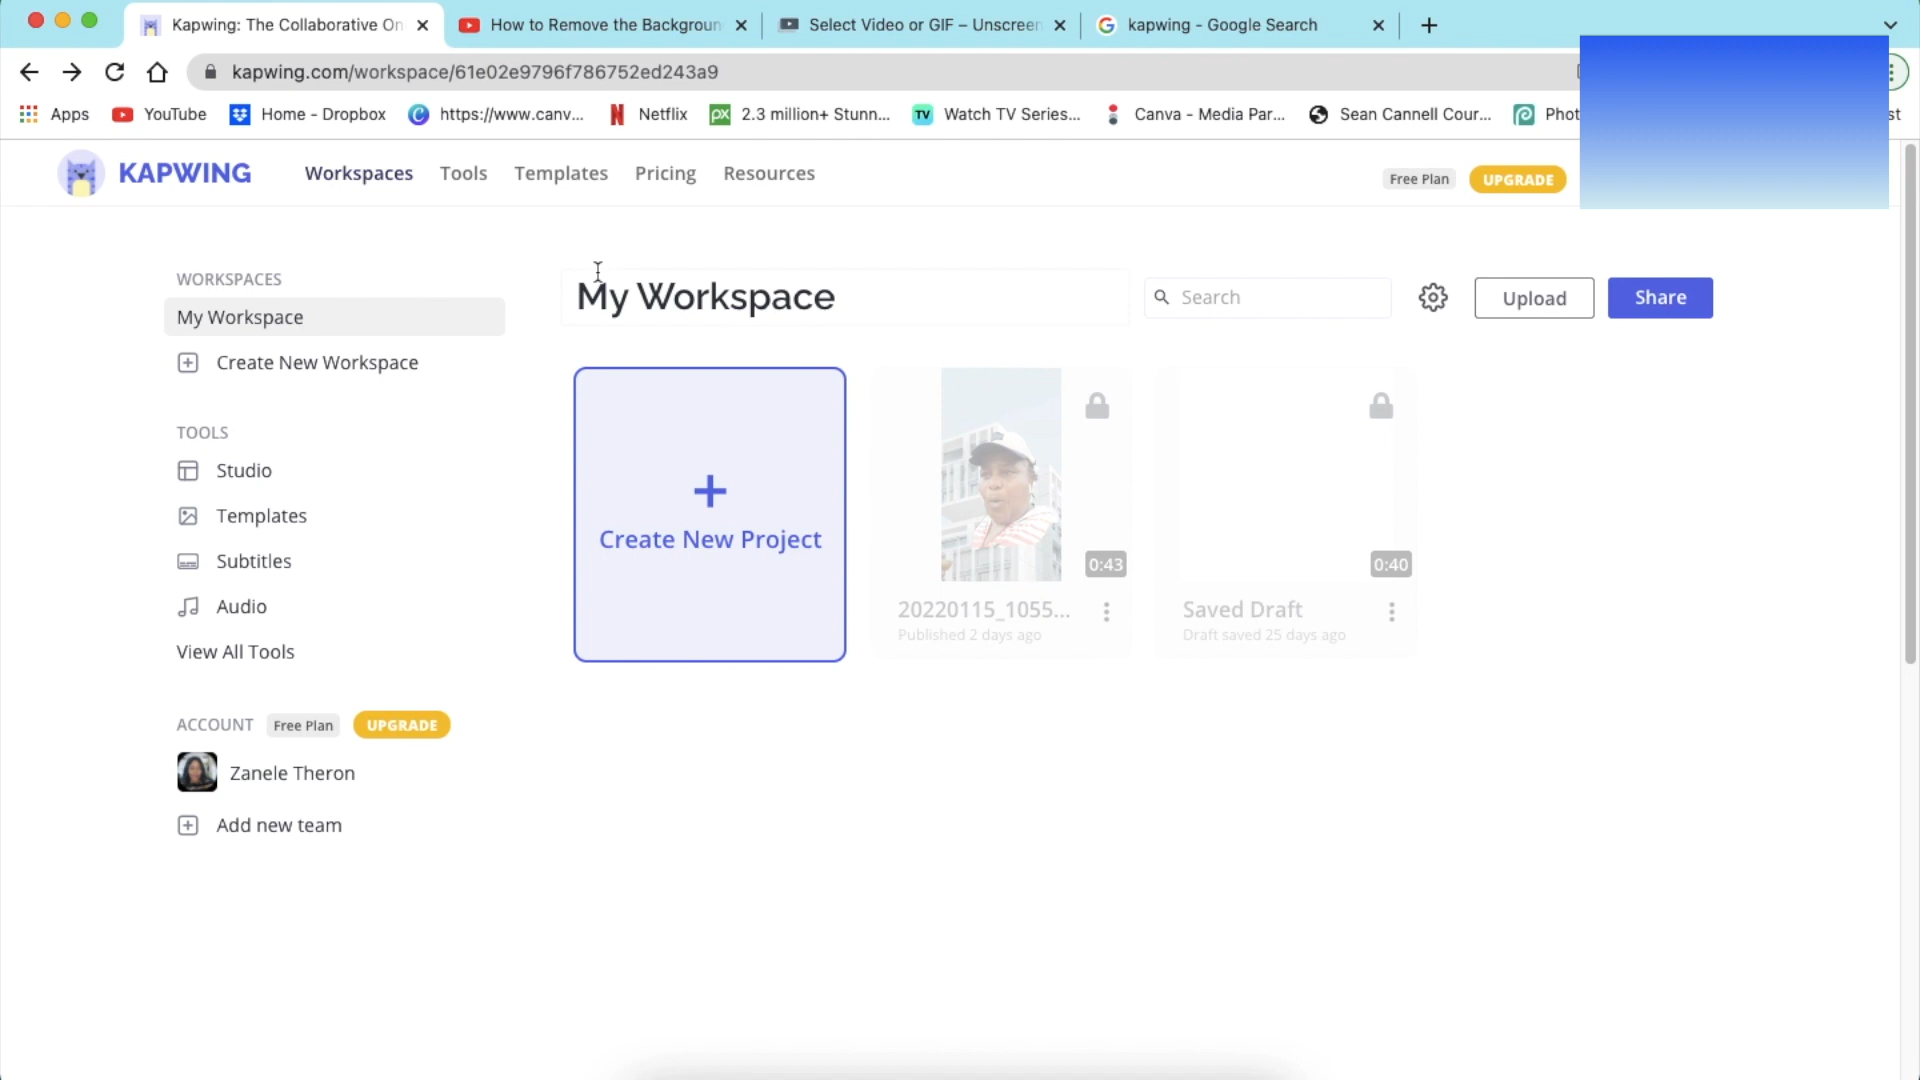 Kapwing: The Collaborative On
How to Remove the Backgroun
Select Video or GIF – Unscreen
kapwing - Google Search
kapwing.com/workspace/61e02e9796f786752ed243a9
Apps
YouTube
Home - Dropbox
https://www.canv...
Netflix
px 2.3 million+ Stunn...
TV Watch TV Series...
Canva - Media Par...
Sean Cannell Cour...
Phot
st
KAPWING
Workspaces
Tools
Templates
Pricing
Resources
Free Plan
UPGRADE
WORKSPACES
My Workspace
Create New Workspace
TOOLS
Studio
Templates
Subtitles
Audio
View All Tools
ACCOUNT Free Plan UPGRADE
Zanele Theron
Add new team
My Workspace
Search
Upload
Share
Create New Project
0:43
20220115_1055...
Published 2 days ago
0:40
Saved Draft
Draft saved 25 days ago